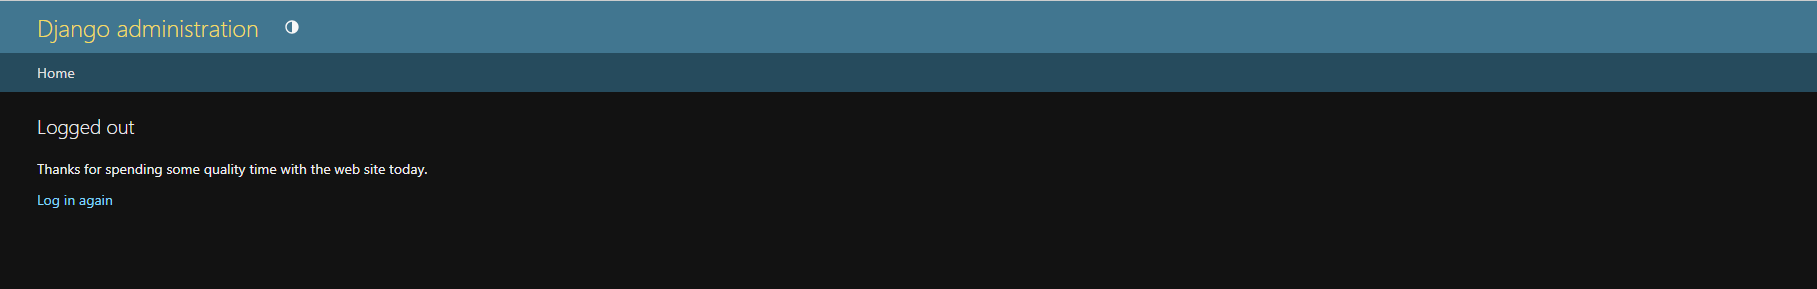 Django administration
Home
Logged out
Thanks for spending some quality time with the web site today.
Log in again